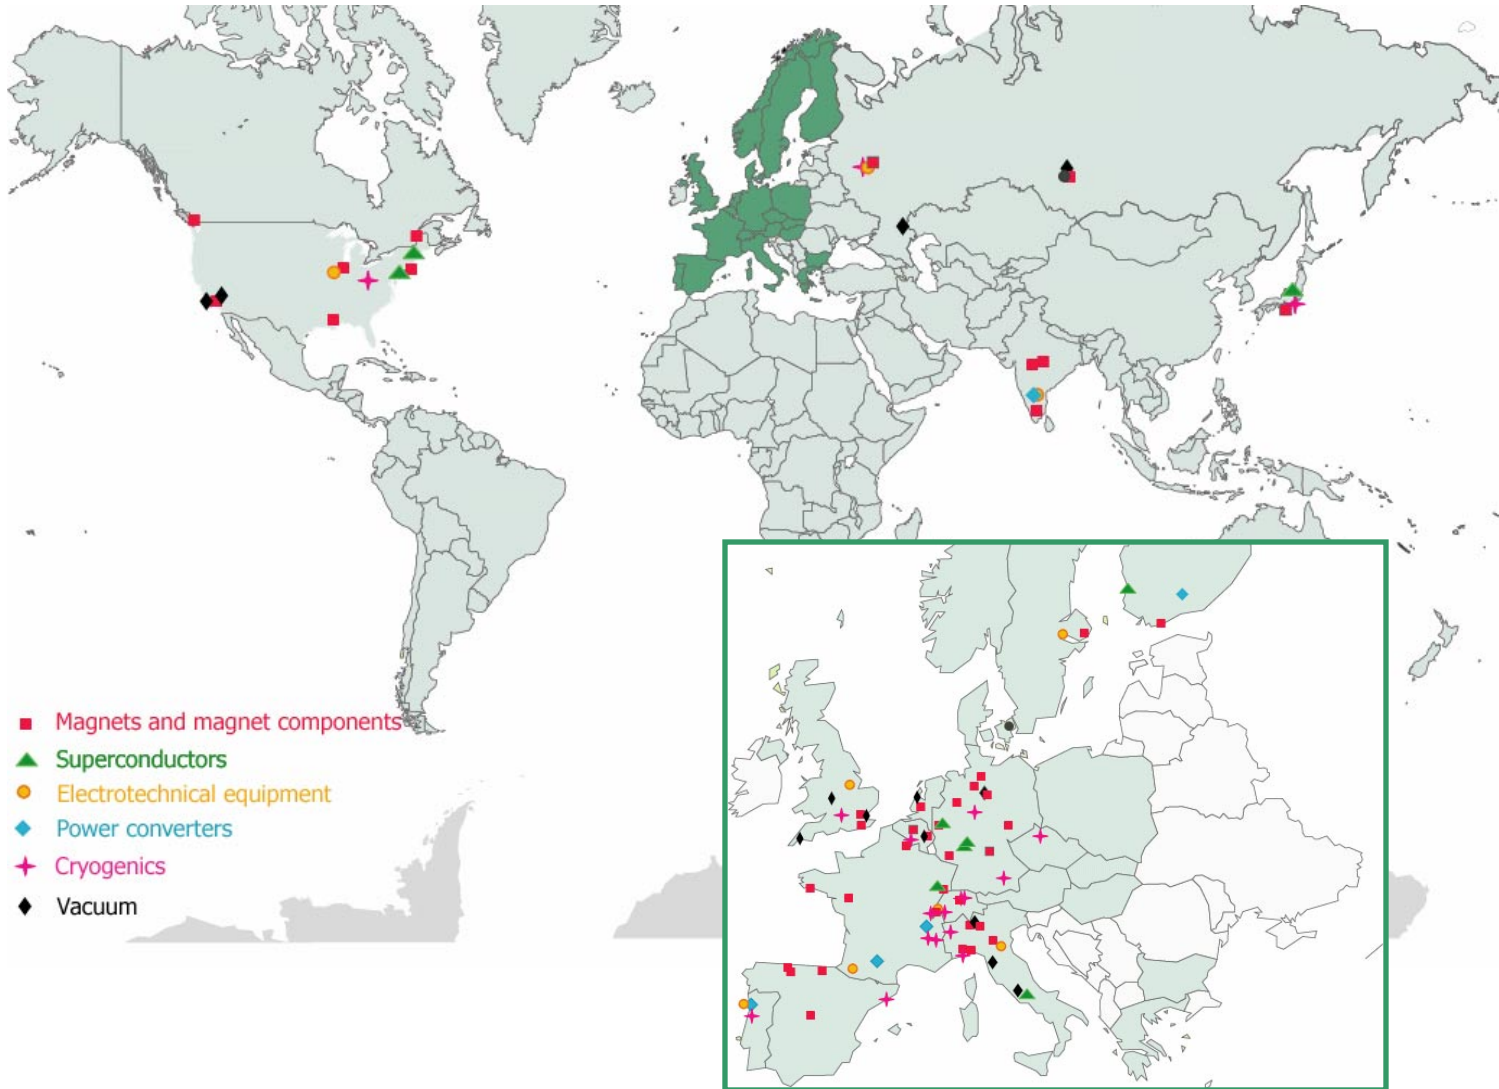 Magnets and magnet components
Superconductors
Electrotechnical equipment
Power converters
Cryogenics
Vacuum